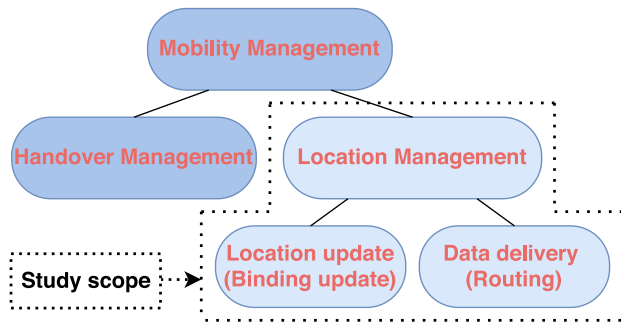 Mobility Management
Handover Management
Location Management
Location update
(Binding update)
Data delivery
(Routing)
Study scope